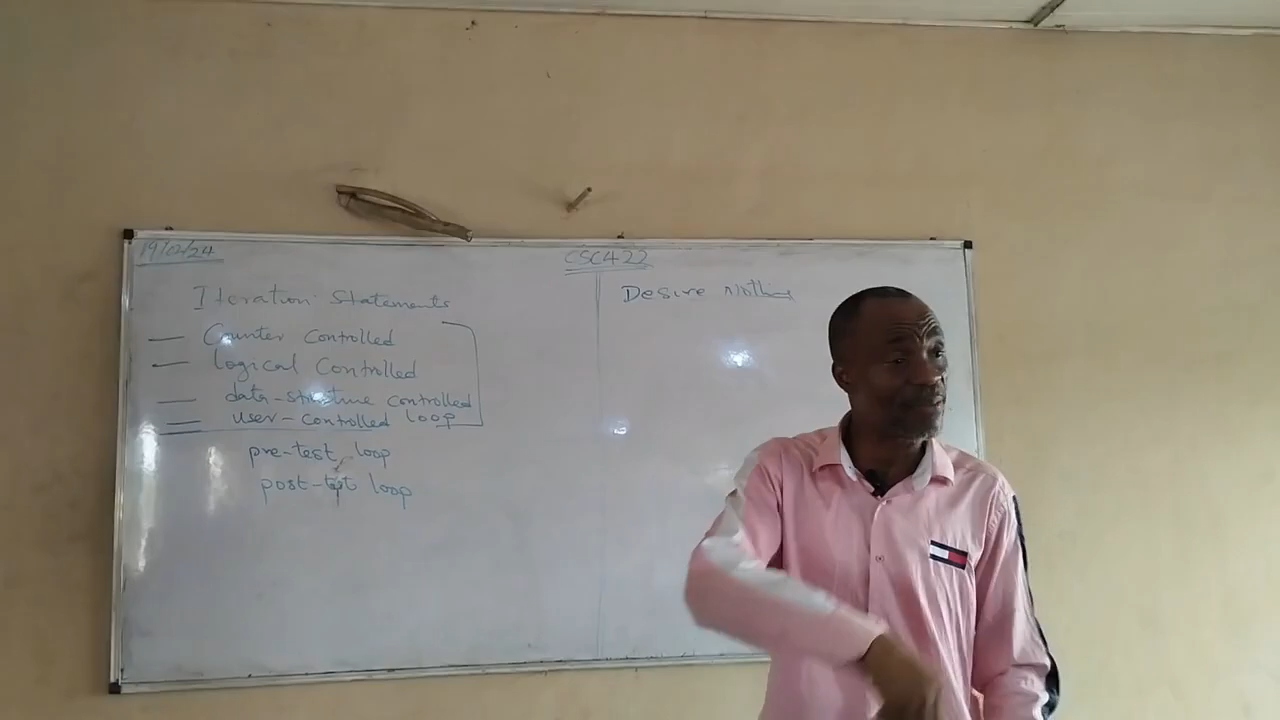 19/02/24
CSC422
Iteration Statements
— Counter Controlled
— Logical Controlled
— data-structure controlled
— user-controlled loop
pre-test loop
post-test loop
Desire Nothing